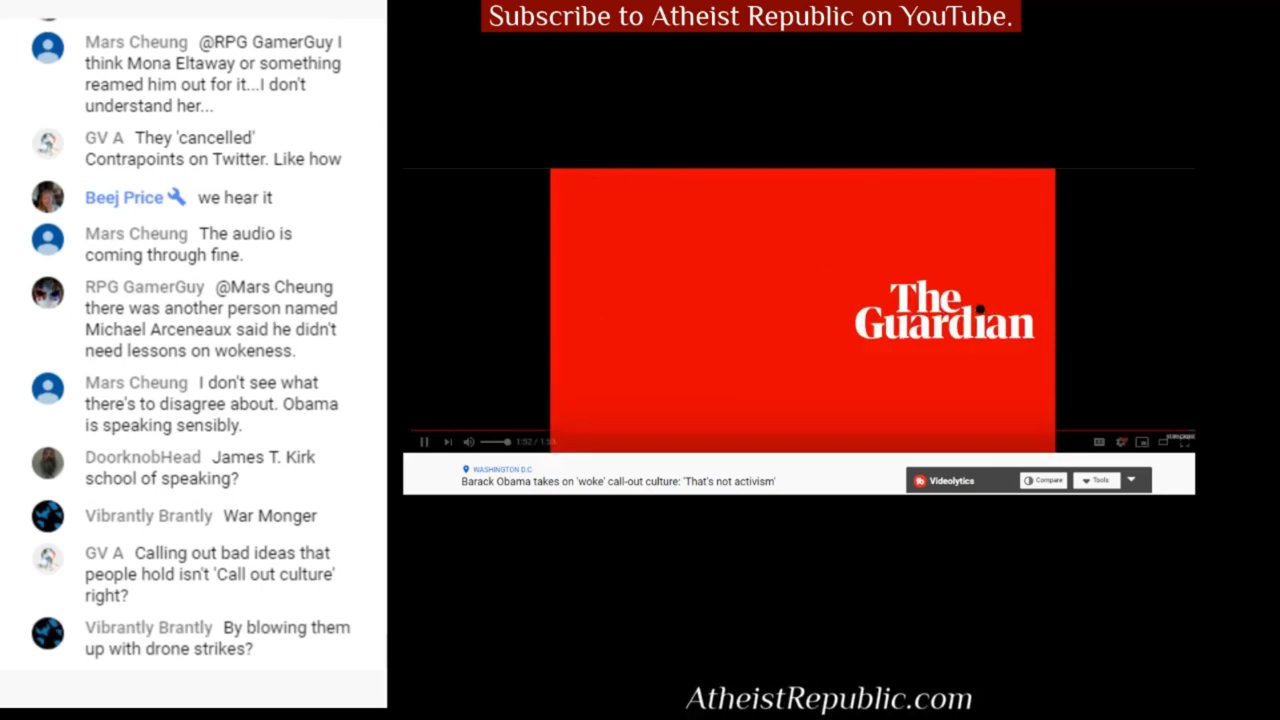 Subscribe to Atheist Republic on YouTube.
Mars Cheung @RPG GamerGuy I
think Mona Eltaway or something
reamed him out for it...I don't
understand her...
GV A They 'cancelled'
Contrapoints on Twitter. Like how
Beej Price we hear it
Mars Cheung The audio is
coming through fine.
RPG GamerGuy @Mars Cheung
there was another person named
Michael Arceneaux said he didn't
need lessons on wokeness.
Mars Cheung I don't see what
there's to disagree about. Obama
is speaking sensibly.
DoorknobHead James T. Kirk
school of speaking?
Vibrantly Brantly War Monger
GV A Calling out bad ideas that
people hold isn't 'Call out culture'
right?
Vibrantly Brantly By blowing them
up with drone strikes?
The
Guardian
1:52 / 1:53
WASHINGTON D.C.
Barack Obama takes on 'woke' call-out culture: 'That's not activism'
Videolytics
Compare
Tools
AtheistRepublic.com